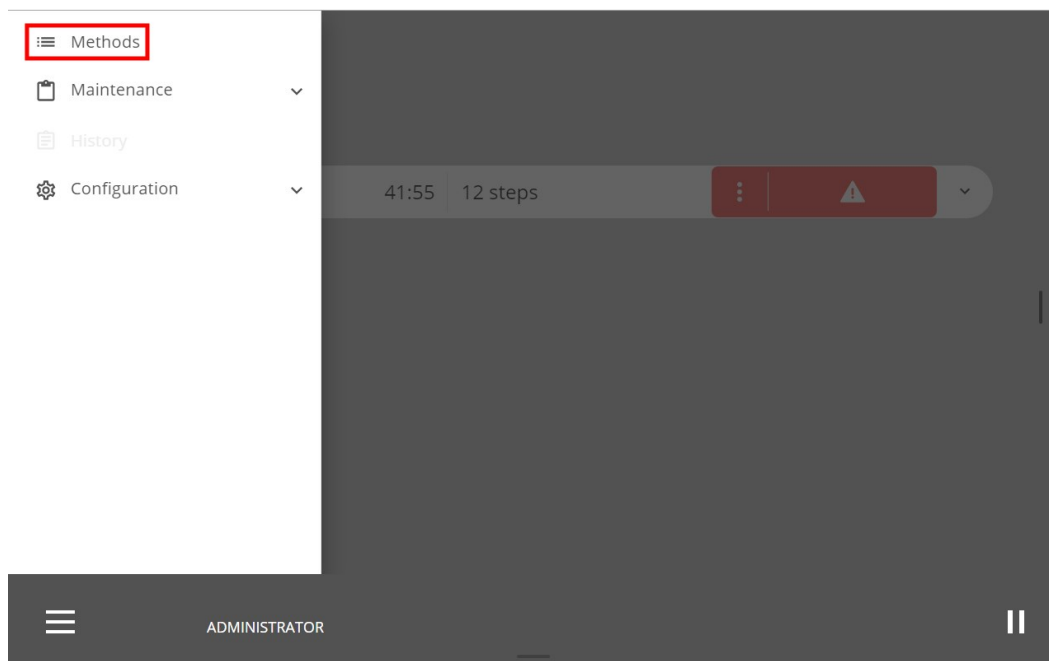 Methods
Maintenance
History
Configuration
41:55 12 steps
ADMINISTRATOR